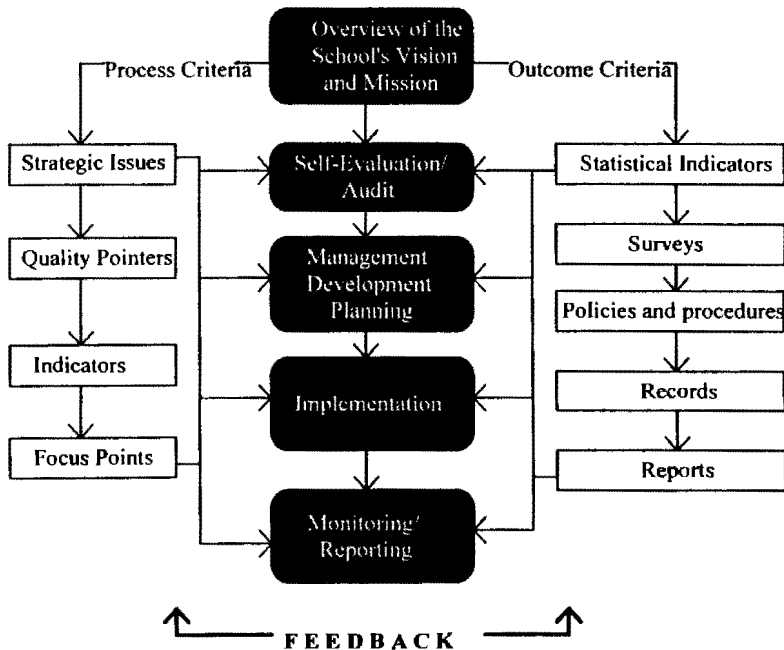 Overview of the
School's Vision
and Mission
Process Criteria
Outcome Criteria
Strategic Issues
Self-Evaluation/
Audit
Statistical Indicators
Quality Pointers
Management
Development
Planning
Surveys
Policies and procedures
Indicators
Implementation
Records
Focus Points
Reports
Monitoring/
Reporting
FEEDBACK